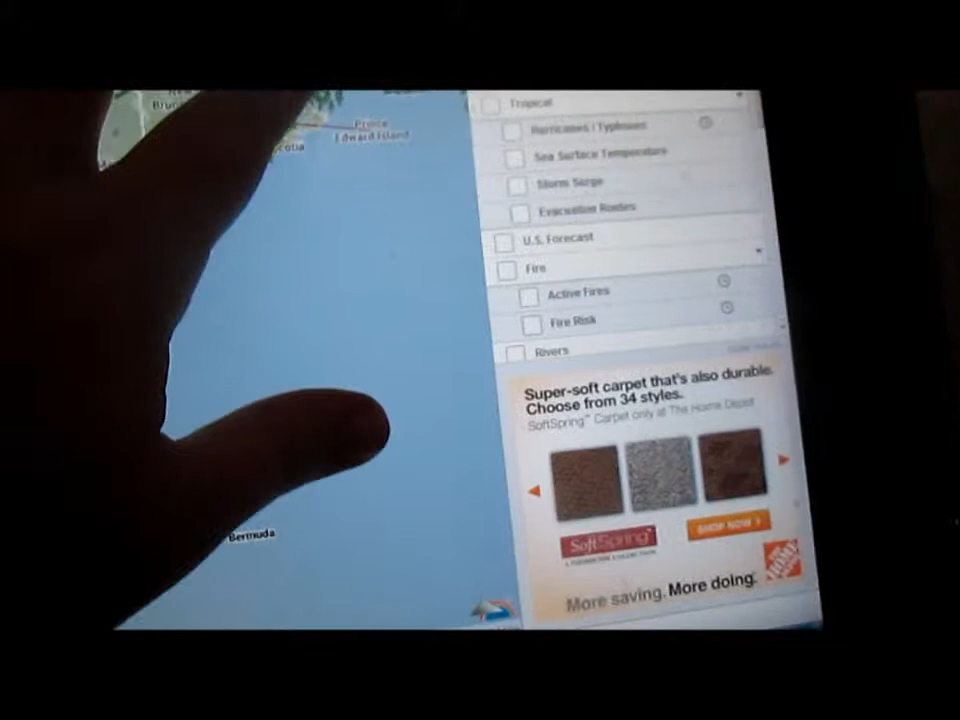 Prince
Edward Island
cotia
Bermuda
Tropical
Hurricanes / Typhoons
Sea Surface Temperature
Storm Surge
Evacuation Routes
U.S. Forecast
Fire
Active Fires
Fire Risk
Rivers
Super-soft carpet that's also durable.
Choose from 34 styles.
SoftSpring™ Carpet only at The Home Depot
SoftSpring
SHOP NOW >
More saving. More doing.